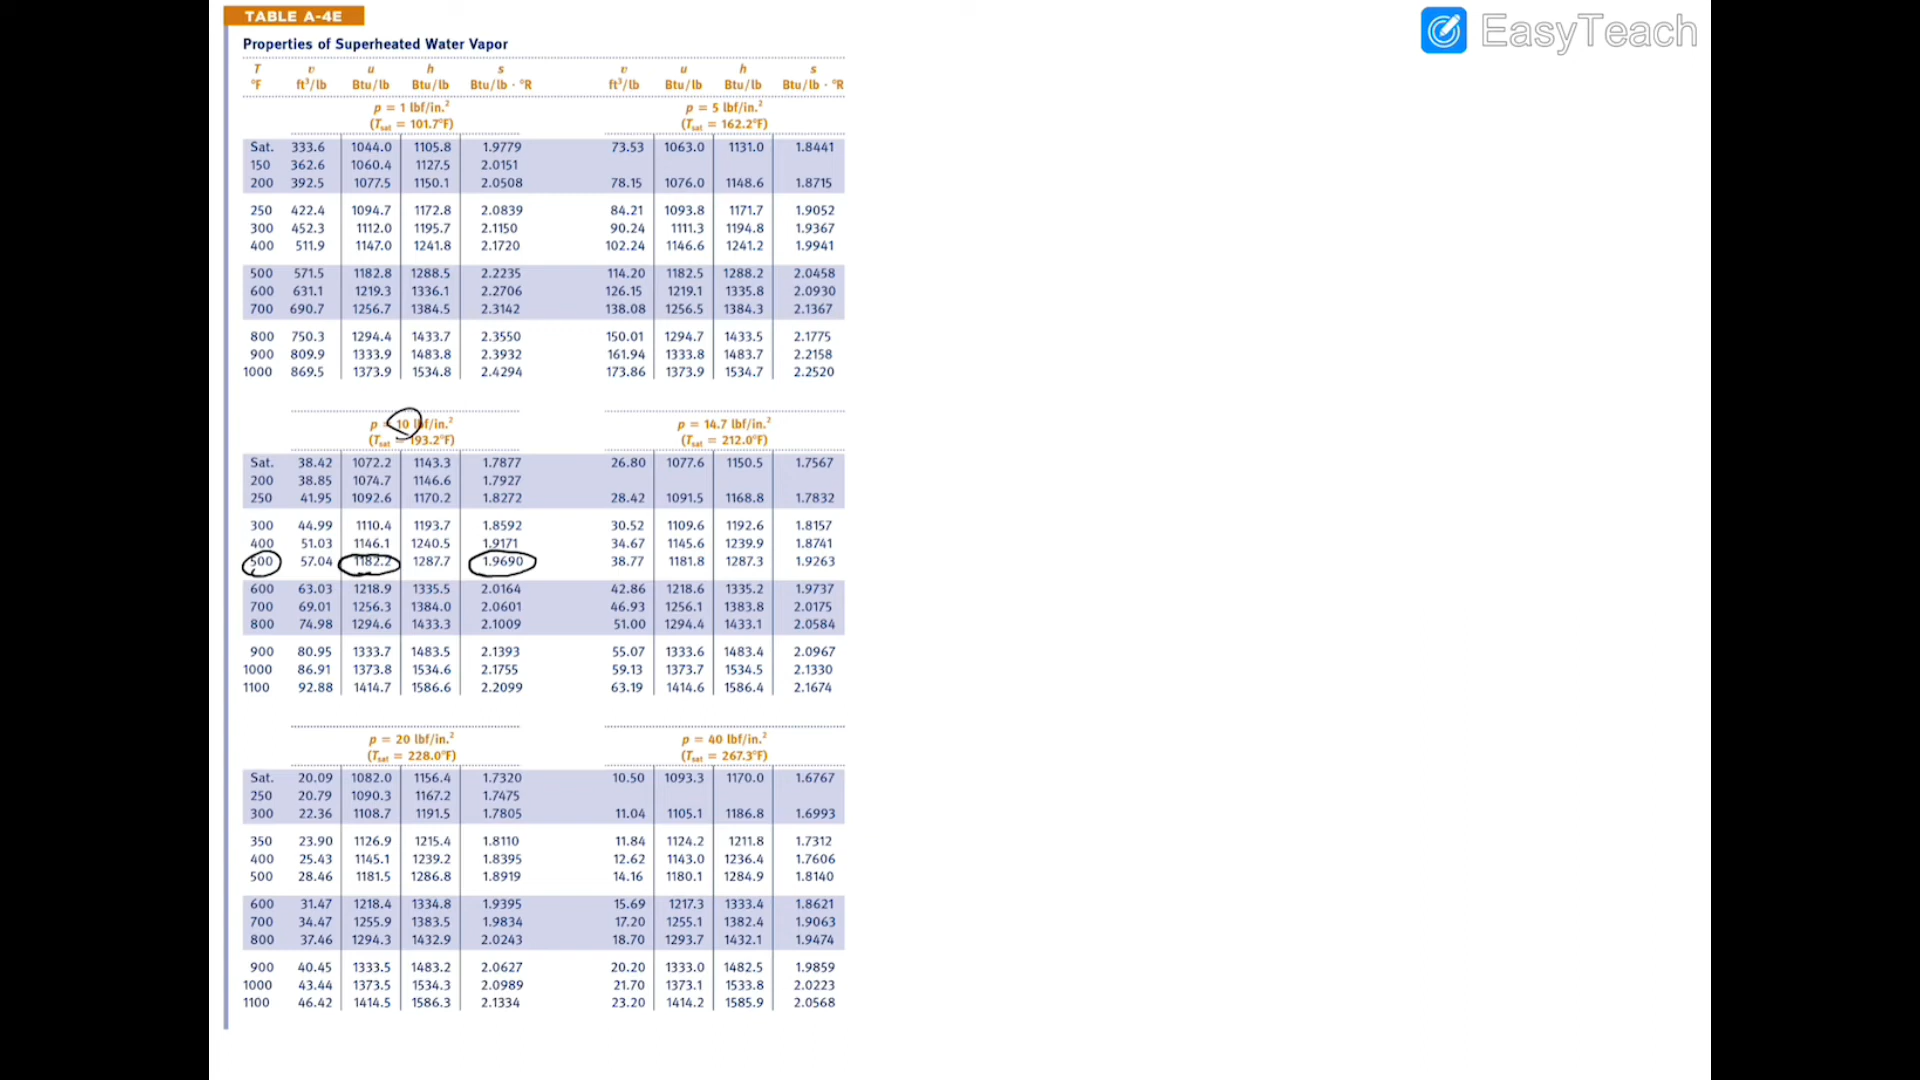 TABLE A-4E
EasyTeach
Properties of Superheated Water Vapor
T v u h s v u h s
°F ft³/lb Btu/lb Btu/lb Btu/lb · °R ft³/lb Btu/lb Btu/lb Btu/lb · °R
p = 1 lbf/in.² p = 5 lbf/in.²
(Tsat = 101.7°F) (Tsat = 162.2°F)
Sat. 333.6 1044.0 1105.8 1.9779 73.53 1063.0 1131.0 1.8441
150 362.6 1060.4 1127.5 2.0151
200 392.5 1077.5 1150.1 2.0508 78.15 1076.0 1148.6 1.8715
250 422.4 1094.7 1172.8 2.0839 84.21 1093.8 1171.7 1.9052
300 452.3 1112.0 1195.7 2.1150 90.24 1111.3 1194.8 1.9367
400 511.9 1147.0 1241.8 2.1720 102.24 1146.6 1241.2 1.9941
500 571.5 1182.8 1288.5 2.2235 114.20 1182.5 1288.2 2.0458
600 631.1 1219.3 1336.1 2.2706 126.15 1219.1 1335.8 2.0930
700 690.7 1256.7 1384.5 2.3142 138.08 1256.5 1384.3 2.1367
800 750.3 1294.4 1433.7 2.3550 150.01 1294.7 1433.5 2.1775
900 809.9 1333.9 1483.8 2.3932 161.94 1333.8 1483.7 2.2158
1000 869.5 1373.9 1534.8 2.4294 173.86 1373.9 1534.7 2.2520
p = 10 lbf/in.² p = 14.7 lbf/in.²
(Tsat = 193.2°F) (Tsat = 212.0°F)
Sat. 38.42 1072.2 1143.3 1.7877 26.80 1077.6 1150.5 1.7567
200 38.85 1074.7 1146.6 1.7927
250 41.95 1092.6 1170.2 1.8272 28.42 1091.5 1168.8 1.7832
300 44.99 1110.4 1193.7 1.8592 30.52 1109.6 1192.6 1.8157
400 51.03 1146.1 1240.5 1.9171 34.67 1145.6 1239.9 1.8741
500 57.04 1182.2 1287.7 1.9690 38.77 1181.8 1287.3 1.9263
600 63.03 1218.9 1335.5 2.0164 42.86 1218.6 1335.2 1.9737
700 69.01 1256.3 1384.0 2.0601 46.93 1256.1 1383.8 2.0175
800 74.98 1294.6 1433.3 2.1009 51.00 1294.4 1433.1 2.0584
900 80.95 1333.7 1483.5 2.1393 55.07 1333.6 1483.4 2.0967
1000 86.91 1373.8 1534.6 2.1755 59.13 1373.7 1534.5 2.1330
1100 92.88 1414.7 1586.6 2.2099 63.19 1414.6 1586.4 2.1674
p = 20 lbf/in.² p = 40 lbf/in.²
(Tsat = 228.0°F) (Tsat = 267.3°F)
Sat. 20.09 1082.0 1156.4 1.7320 10.50 1093.3 1170.0 1.6767
250 20.79 1090.3 1167.2 1.7475
300 22.36 1108.7 1191.5 1.7805 11.04 1105.1 1186.8 1.6993
350 23.90 1126.9 1215.4 1.8110 11.84 1124.2 1211.8 1.7312
400 25.43 1145.1 1239.2 1.8395 12.62 1143.0 1236.4 1.7606
500 28.46 1181.5 1286.8 1.8919 14.16 1180.1 1284.9 1.8140
600 31.47 1218.4 1334.8 1.9395 15.69 1217.3 1333.4 1.8621
700 34.47 1255.9 1383.5 1.9834 17.20 1255.1 1382.4 1.9063
800 37.46 1294.3 1432.9 2.0243 18.70 1293.7 1432.1 1.9474
900 40.45 1333.5 1483.2 2.0627 20.20 1333.0 1482.5 1.9859
1000 43.44 1373.5 1534.3 2.0989 21.70 1373.1 1533.8 2.0223
1100 46.42 1414.5 1586.3 2.1334 23.20 1414.2 1585.9 2.0568